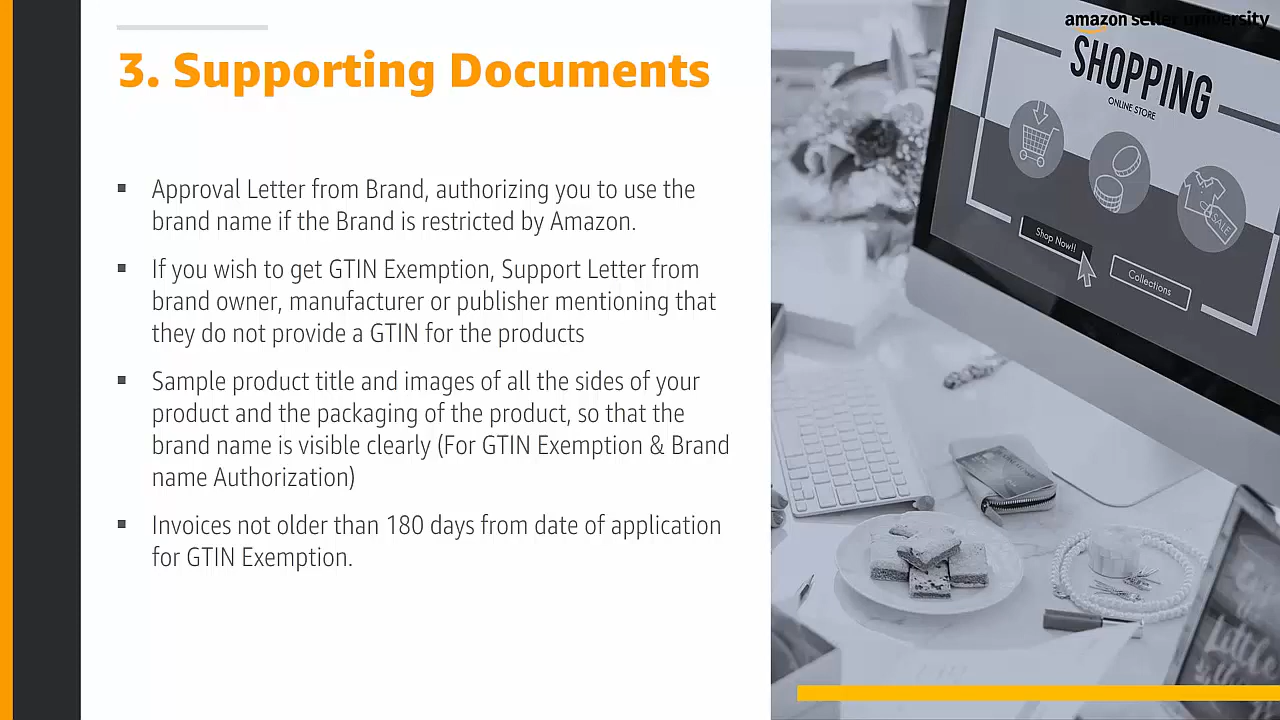 amazon seller university
3. Supporting Documents
▪ Approval Letter from Brand, authorizing you to use the
brand name if the Brand is restricted by Amazon.
▪ If you wish to get GTIN Exemption, Support Letter from
brand owner, manufacturer or publisher mentioning that
they do not provide a GTIN for the products
▪ Sample product title and images of all the sides of your
product and the packaging of the product, so that the
brand name is visible clearly (For GTIN Exemption & Brand
name Authorization)
▪ Invoices not older than 180 days from date of application
for GTIN Exemption.
SHOPPING
ONLINE STORE
SALE
Shop Now!!
Collections
Little